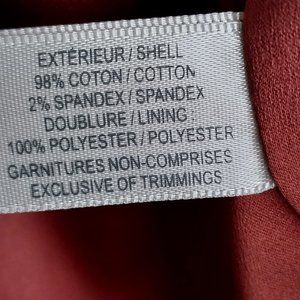 EXTÉRIEUR / SHELL
98% COTON / COTTON
2% SPANDEX / SPANDEX
DOUBLURE / LINING
100% POLYESTER / POLYESTER
GARNITURES NON-COMPRISES
EXCLUSIVE OF TRIMMINGS